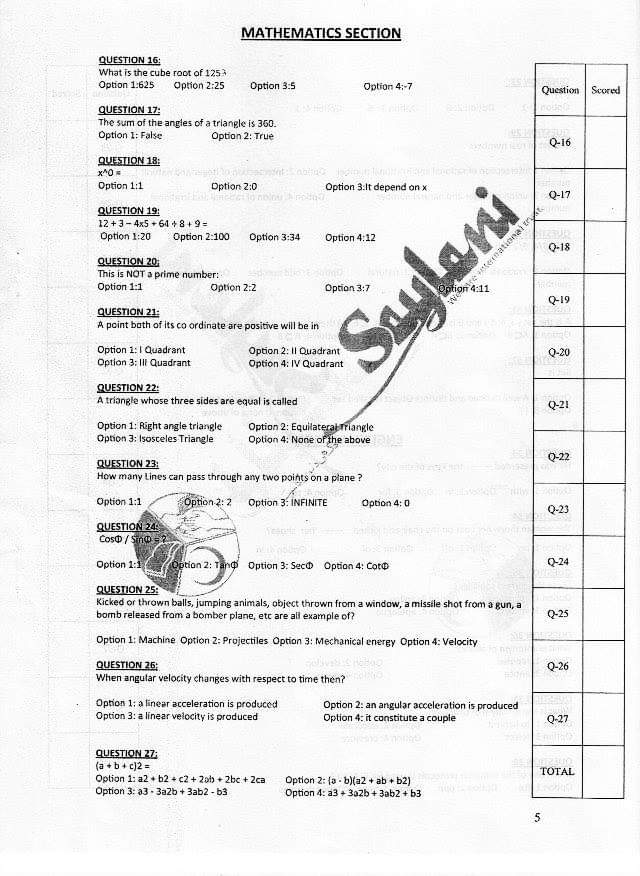 MATHEMATICS SECTION
QUESTION 16:
What is the cube root of 125?
Option 1:625 Option 2:25 Option 3:5 Option 4:-7
QUESTION 17:
The sum of the angles of a triangle is 360.
Option 1: False Option 2: True
QUESTION 18:
x^0 =
Option 1:1 Option 2:0 Option 3:It depend on x
QUESTION 19:
12 + 3 – 4x5 + 64 ÷ 8 + 9 =
Option 1:20 Option 2:100 Option 3:34 Option 4:12
QUESTION 20:
This is NOT a prime number:
Option 1:1 Option 2:2 Option 3:7 Option 4:11
QUESTION 21:
A point both of its co ordinate are positive will be in
Option 1: I Quadrant Option 2: II Quadrant
Option 3: III Quadrant Option 4: IV Quadrant
QUESTION 22:
A triangle whose three sides are equal is called
Option 1: Right angle triangle Option 2: Equilateral Triangle
Option 3: Isosceles Triangle Option 4: None of the above
QUESTION 23:
How many Lines can pass through any two points on a plane ?
Option 1:1 Option 2: 2 Option 3: INFINITE Option 4: 0
QUESTION 24:
CosΦ / SinΦ = ?
Option 1:1 Option 2: TanΦ Option 3: SecΦ Option 4: CotΦ
QUESTION 25:
Kicked or thrown balls, jumping animals, object thrown from a window, a missile shot from a gun, a
bomb released from a bomber plane, etc are all example of?
Option 1: Machine Option 2: Projectiles Option 3: Mechanical energy Option 4: Velocity
QUESTION 26:
When angular velocity changes with respect to time then?
Option 1: a linear acceleration is produced Option 2: an angular acceleration is produced
Option 3: a linear velocity is produced Option 4: it constitute a couple
QUESTION 27:
(a + b + c)2 =
Option 1: a2 + b2 + c2 + 2ab + 2bc + 2ca Option 2: (a - b)(a2 + ab + b2)
Option 3: a3 - 3a2b + 3ab2 - b3 Option 4: a3 + 3a2b + 3ab2 + b3
Question Scored
Q-16
Q-17
Q-18
Q-19
Q-20
Q-21
Q-22
Q-23
Q-24
Q-25
Q-26
Q-27
TOTAL
Saylani
Welfare international trust
5